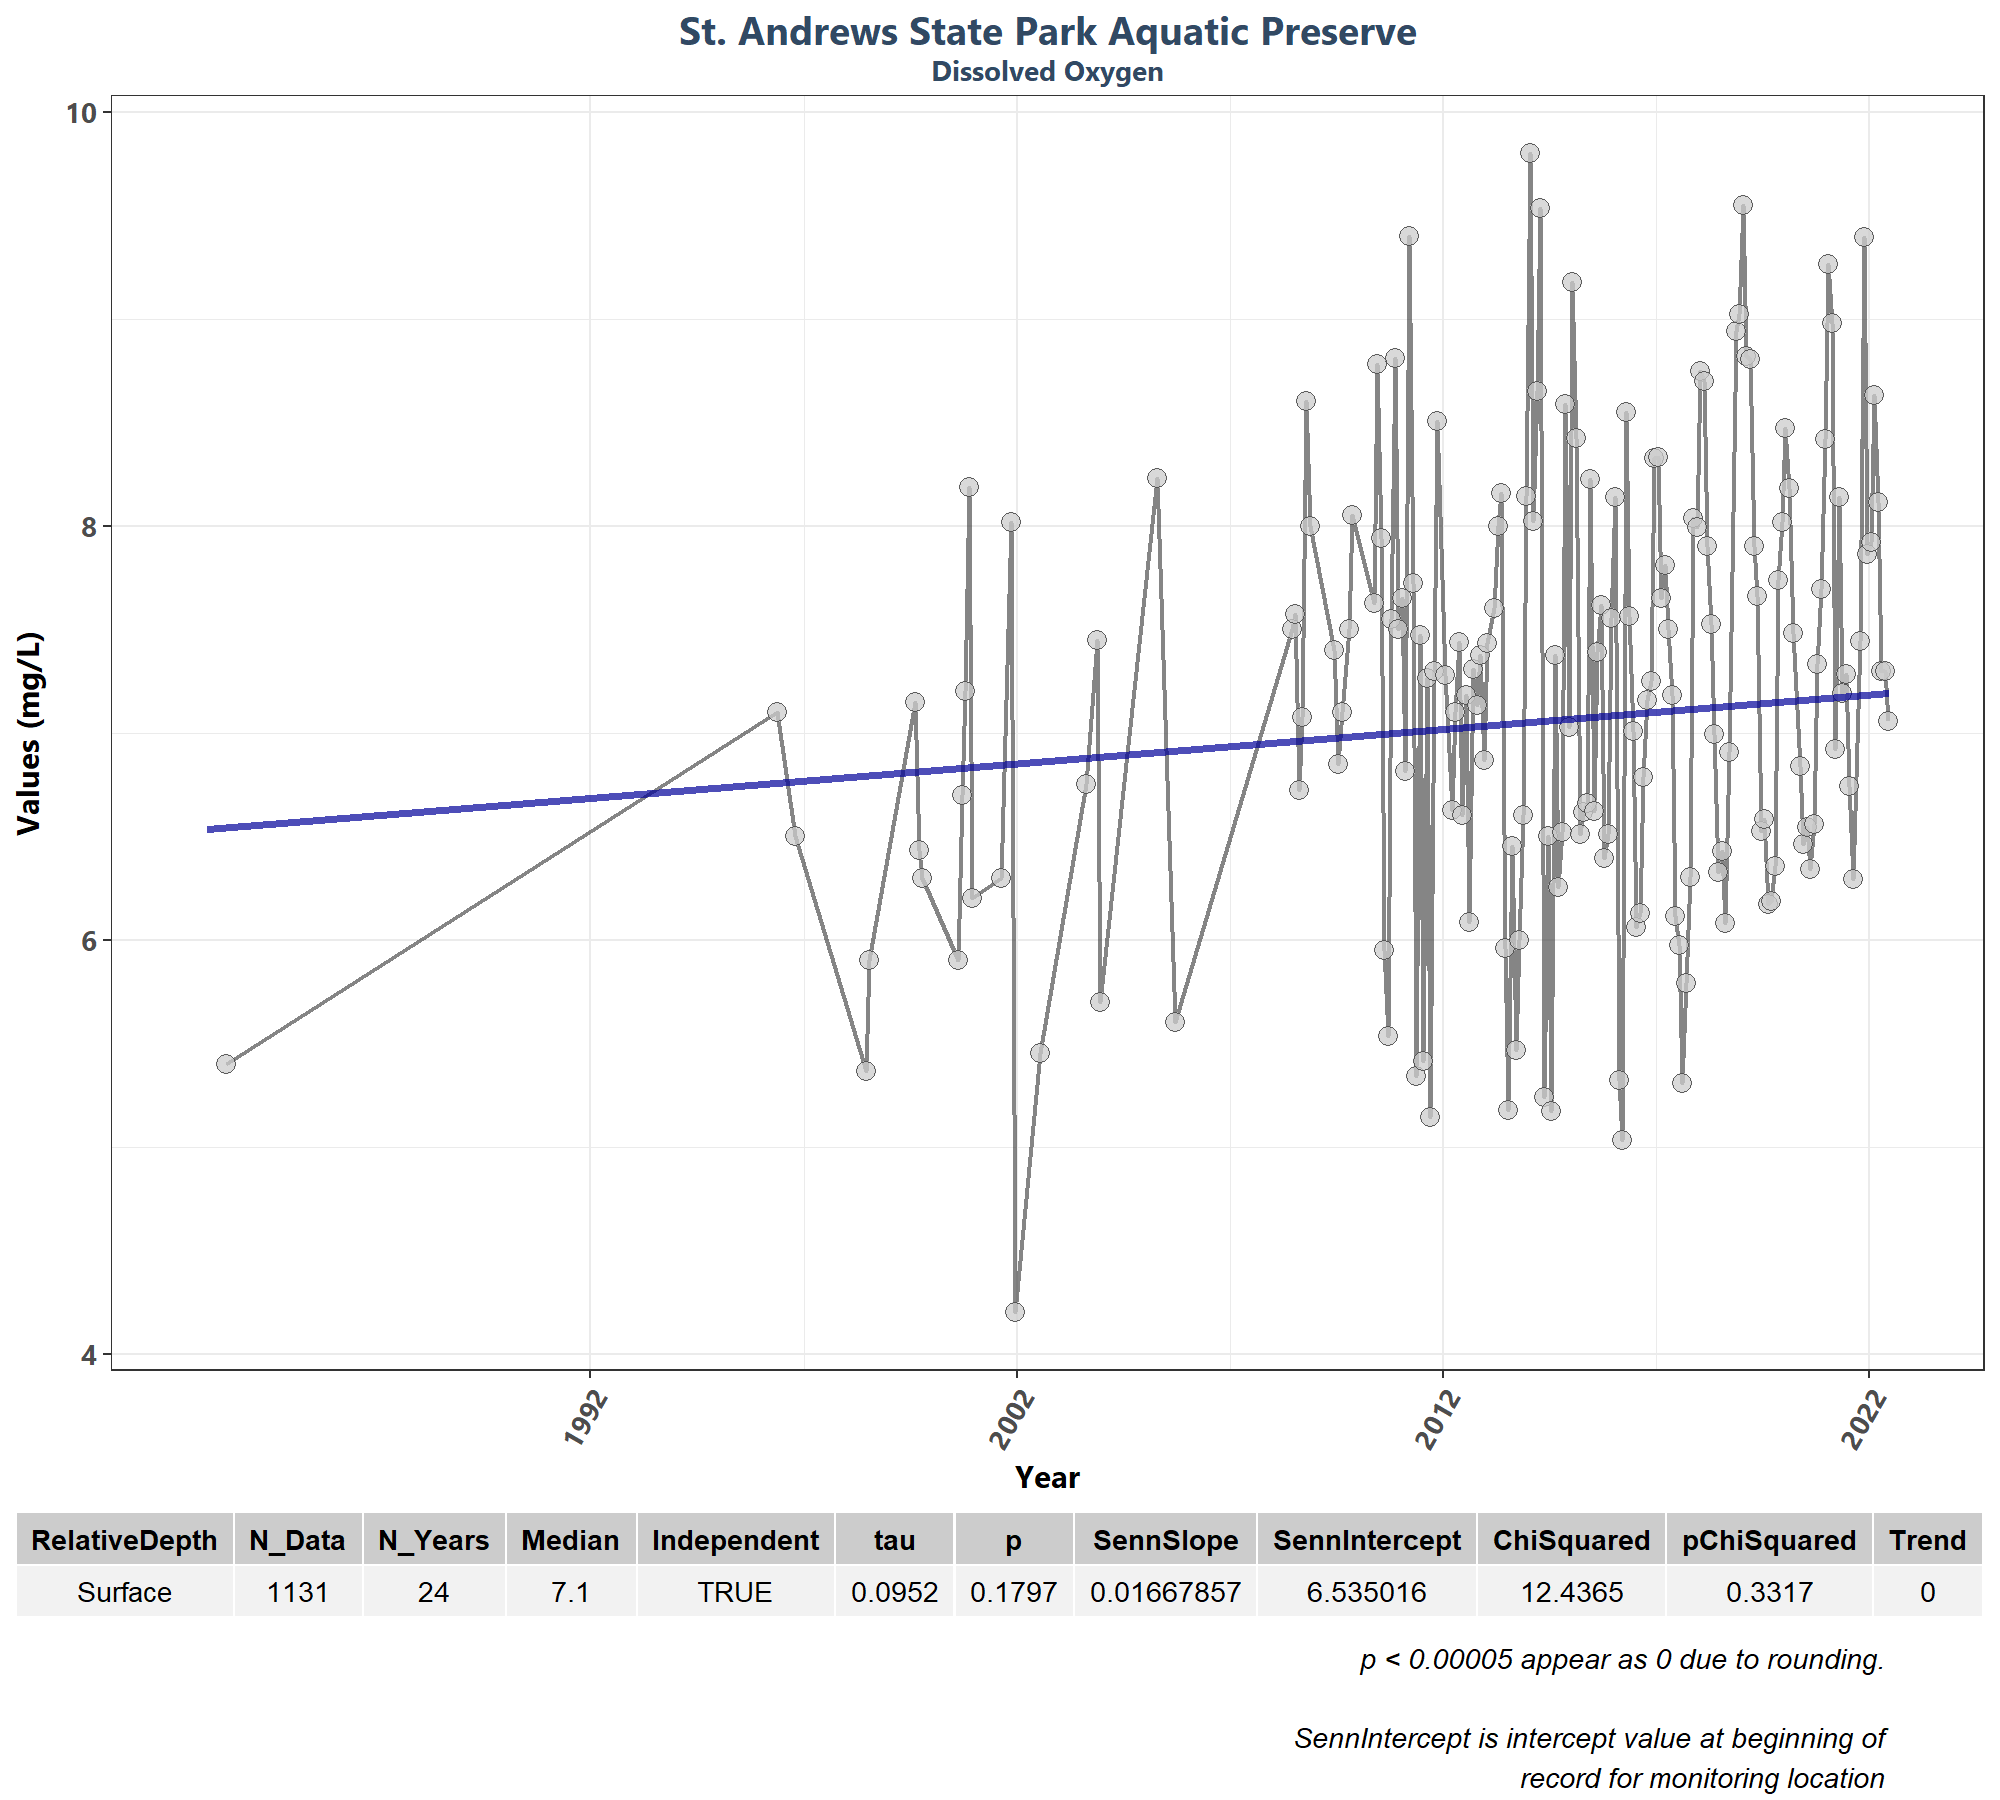 St. Andrews State Park Aquatic Preserve
Dissolved Oxygen
10
8
6
4
Values (mg/L)
1992
2002
2012
2022
Year
RelativeDepth N_Data N_Years Median Independent tau p SennSlope SennIntercept ChiSquared pChiSquared Trend
Surface 1131 24 7.1 TRUE 0.0952 0.1797 0.01667857 6.535016 12.4365 0.3317 0
p < 0.00005 appear as 0 due to rounding.
SennIntercept is intercept value at beginning of
record for monitoring location